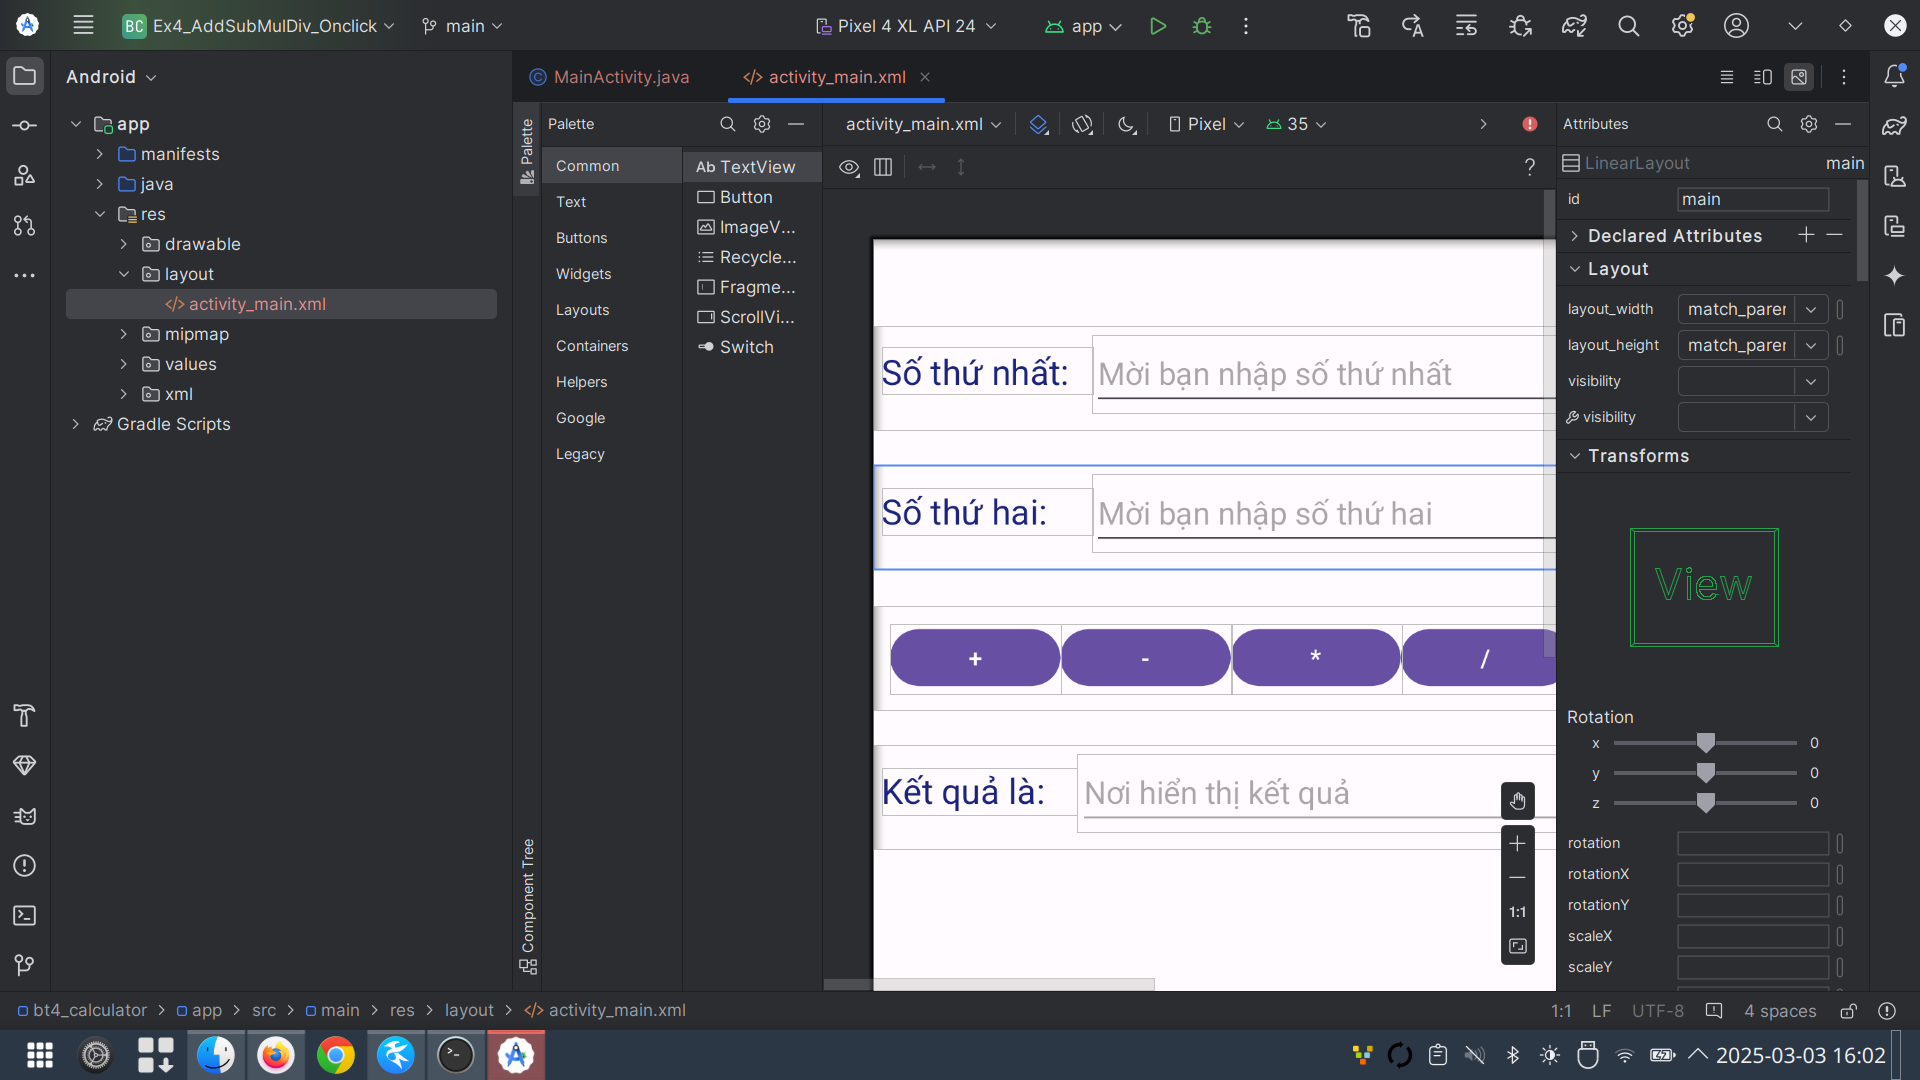 BC Ex4_AddSubMulDiv_Onclick main Pixel 4 XL API 24 app
Android
app
manifests
java
res
drawable
layout
activity_main.xml
mipmap
values
xml
Gradle Scripts
MainActivity.java activity_main.xml
Palette
Component Tree
Palette
Common
Text
Buttons
Widgets
Layouts
Containers
Helpers
Google
Legacy
Ab TextView
Button
ImageV...
Recycle...
Fragme...
ScrollVi...
Switch
activity_main.xml Pixel 35
?
Số thứ nhất: Mời bạn nhập số thứ nhất
Số thứ hai: Mời bạn nhập số thứ hai
+ - * /
Kết quả là: Nơi hiển thị kết quả
1:1
Attributes
LinearLayout main
id main
Declared Attributes
Layout
layout_width match_parer
layout_height match_parer
visibility
visibility
Transforms
View
Rotation
x 0
y 0
z 0
rotation
rotationX
rotationY
scaleX
scaleY
bt4_calculator > app > src > main > res > layout > activity_main.xml
1:1 LF UTF-8 4 spaces
2025-03-03 16:02